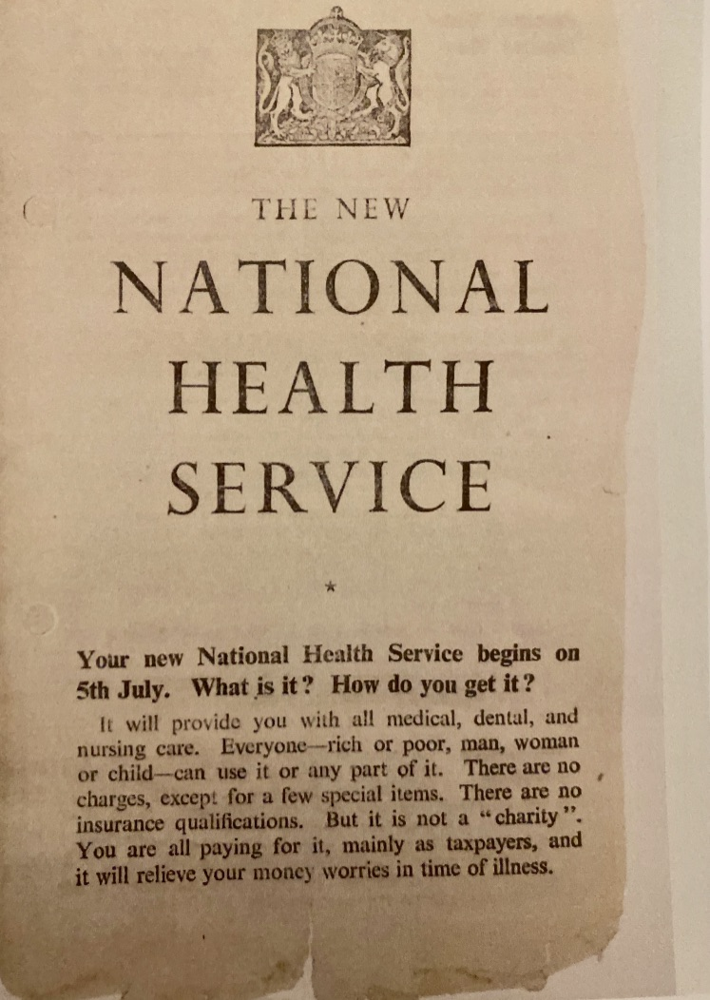 THE NEW
NATIONAL
HEALTH
SERVICE
Your new National Health Service begins on
5th July. What is it? How do you get it?
It will provide you with all medical, dental, and
nursing care. Everyone—rich or poor, man, woman
or child—can use it or any part of it. There are no
charges, except for a few special items. There are no
insurance qualifications. But it is not a “charity”.
You are all paying for it, mainly as taxpayers, and
it will relieve your money worries in time of illness.